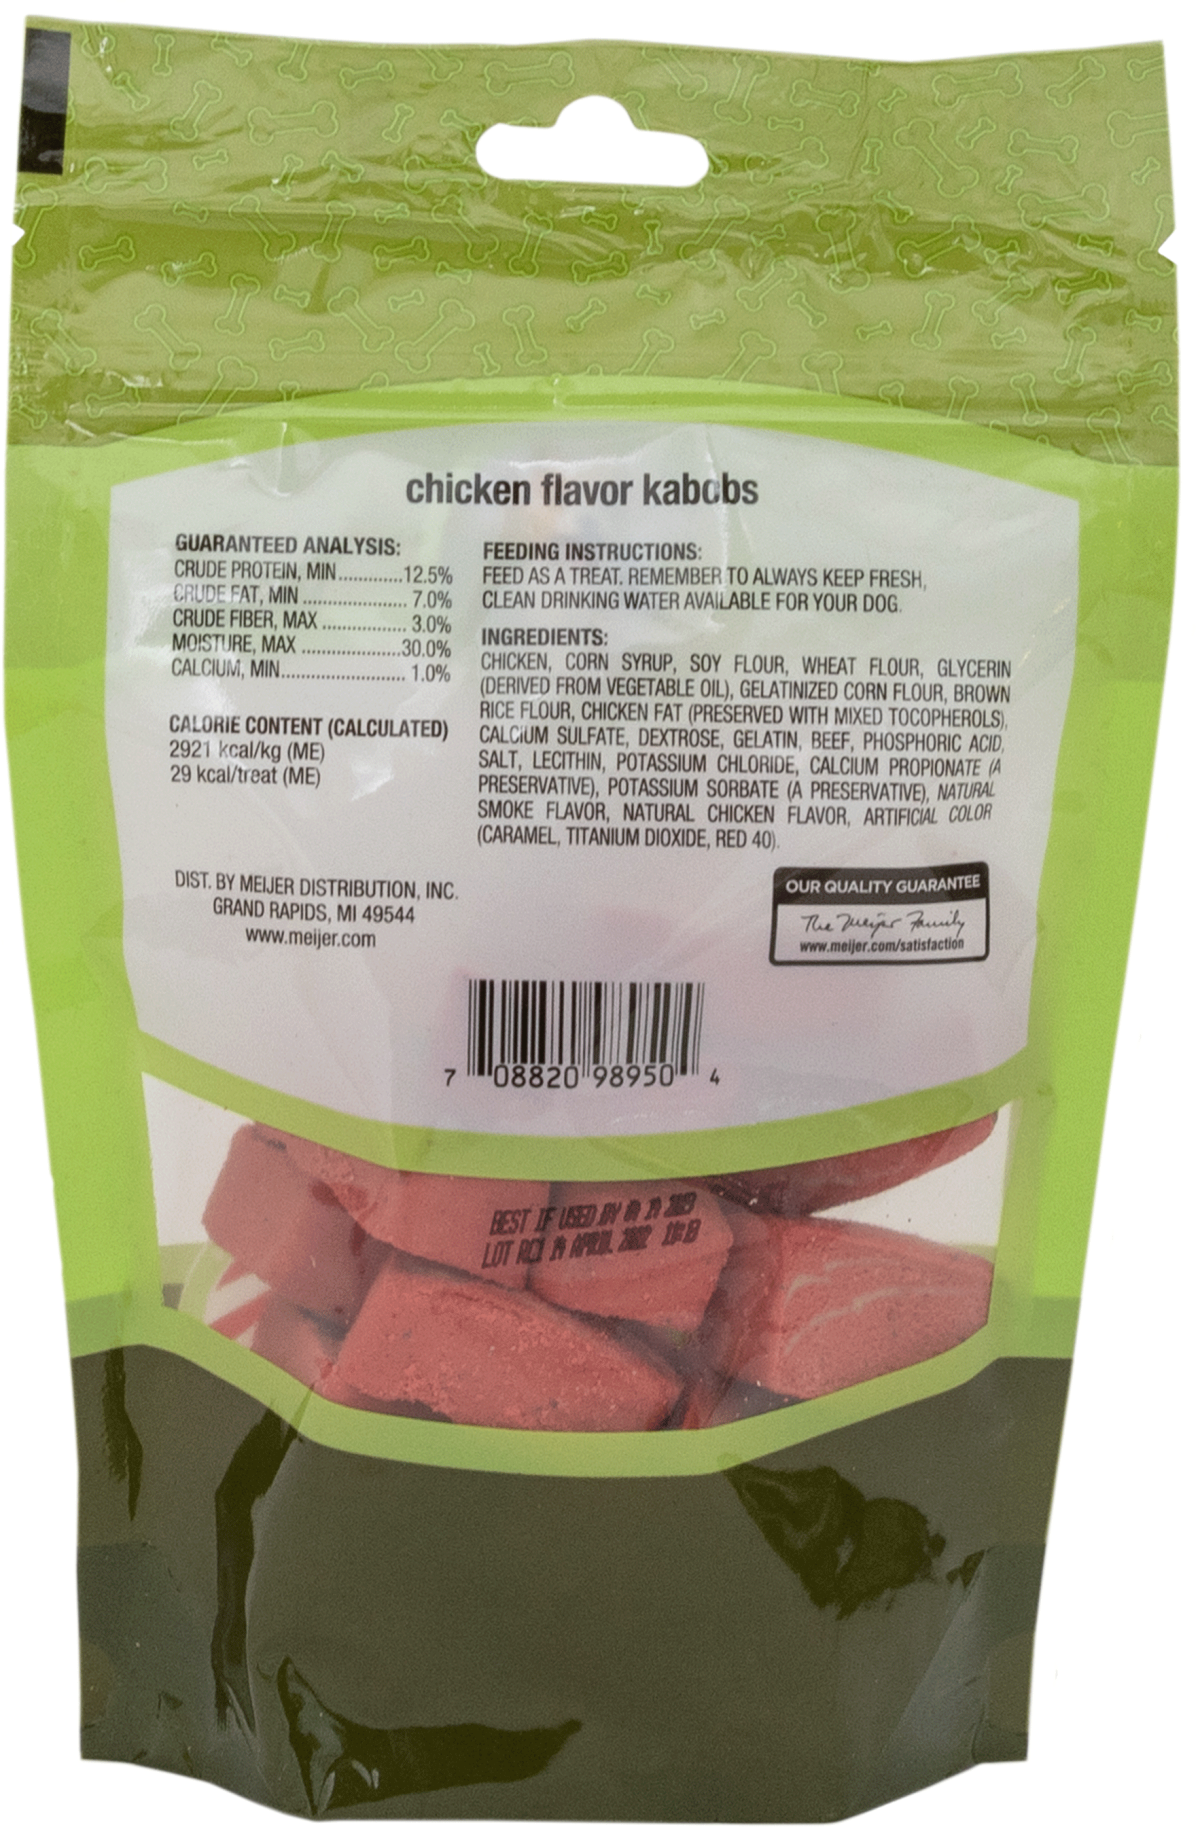 chicken flavor kabobs
GUARANTEED ANALYSIS:
CRUDE PROTEIN, MIN.............12.5%
CRUDE FAT, MIN ..................... 7.0%
CRUDE FIBER, MAX ................. 3.0%
MOISTURE, MAX ....................30.0%
CALCIUM, MIN......................... 1.0%
CALORIE CONTENT (CALCULATED)
2921 kcal/kg (ME)
29 kcal/treat (ME)
DIST. BY MEIJER DISTRIBUTION, INC.
GRAND RAPIDS, MI 49544
www.meijer.com
FEEDING INSTRUCTIONS:
FEED AS A TREAT. REMEMBER TO ALWAYS KEEP FRESH,
CLEAN DRINKING WATER AVAILABLE FOR YOUR DOG.
INGREDIENTS:
CHICKEN, CORN SYRUP, SOY FLOUR, WHEAT FLOUR, GLYCERIN
(DERIVED FROM VEGETABLE OIL), GELATINIZED CORN FLOUR, BROWN
RICE FLOUR, CHICKEN FAT (PRESERVED WITH MIXED TOCOPHEROLS),
CALCIUM SULFATE, DEXTROSE, GELATIN, BEEF, PHOSPHORIC ACID,
SALT, LECITHIN, POTASSIUM CHLORIDE, CALCIUM PROPIONATE (A
PRESERVATIVE), POTASSIUM SORBATE (A PRESERVATIVE), NATURAL
SMOKE FLAVOR, NATURAL CHICKEN FLAVOR, ARTIFICIAL COLOR
(CARAMEL, TITANIUM DIOXIDE, RED 40).
OUR QUALITY GUARANTEE
The Meijer Family
www.meijer.com/satisfaction
7 08820 98950 4
BEST IF USED BY
LOT APRIL